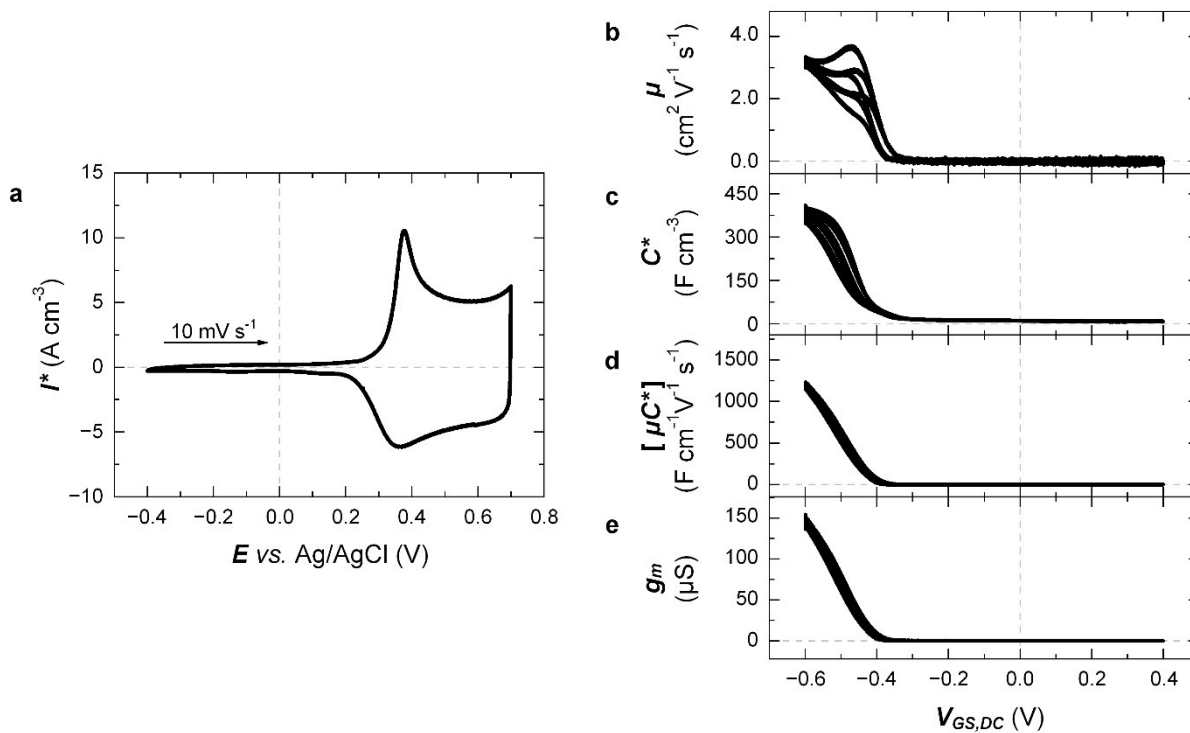 a
15
10
5
0
−5
−10
I* (A cm⁻³)
10 mV s⁻¹
−0.4 −0.2 0.0 0.2 0.4 0.6 0.8
E vs. Ag/AgCl (V)
b
4.0
2.0
0.0
μ
(cm² V⁻¹ s⁻¹)
c
450
300
150
0
C*
(F cm⁻³)
d
1500
1000
500
0
[ μC*]
(F cm⁻¹V⁻¹ s⁻¹)
e
150
100
50
0
gm
(μS)
−0.6 −0.4 −0.2 0.0 0.2 0.4
VGS,DC (V)